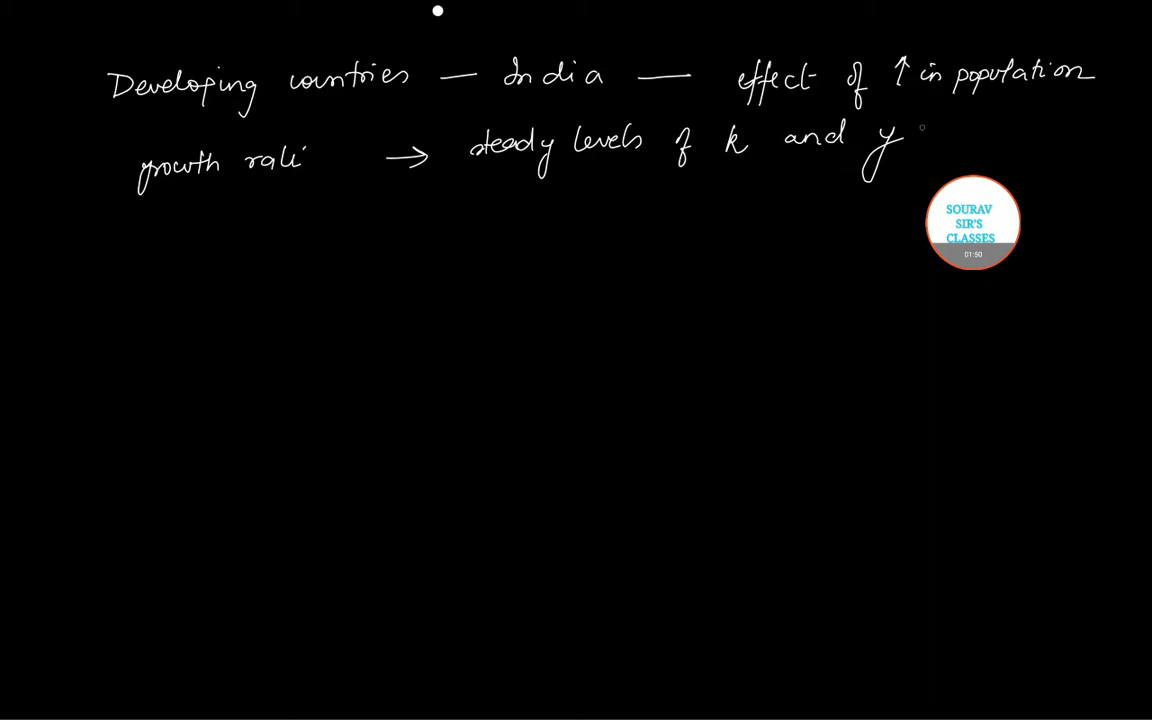 Developing countries — India — effect of ↑ in population
growth rate → steady levels of k and y
SOURAV
SIR'S
CLASSES
01:50